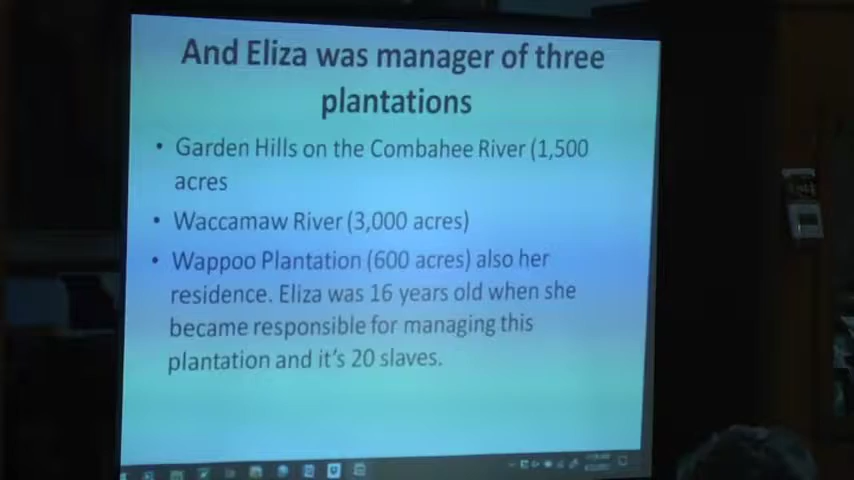 And Eliza was manager of three
plantations
• Garden Hills on the Combahee River (1,500
acres
• Waccamaw River (3,000 acres)
• Wappoo Plantation (600 acres) also her
residence. Eliza was 16 years old when she
became responsible for managing this
plantation and it's 20 slaves.